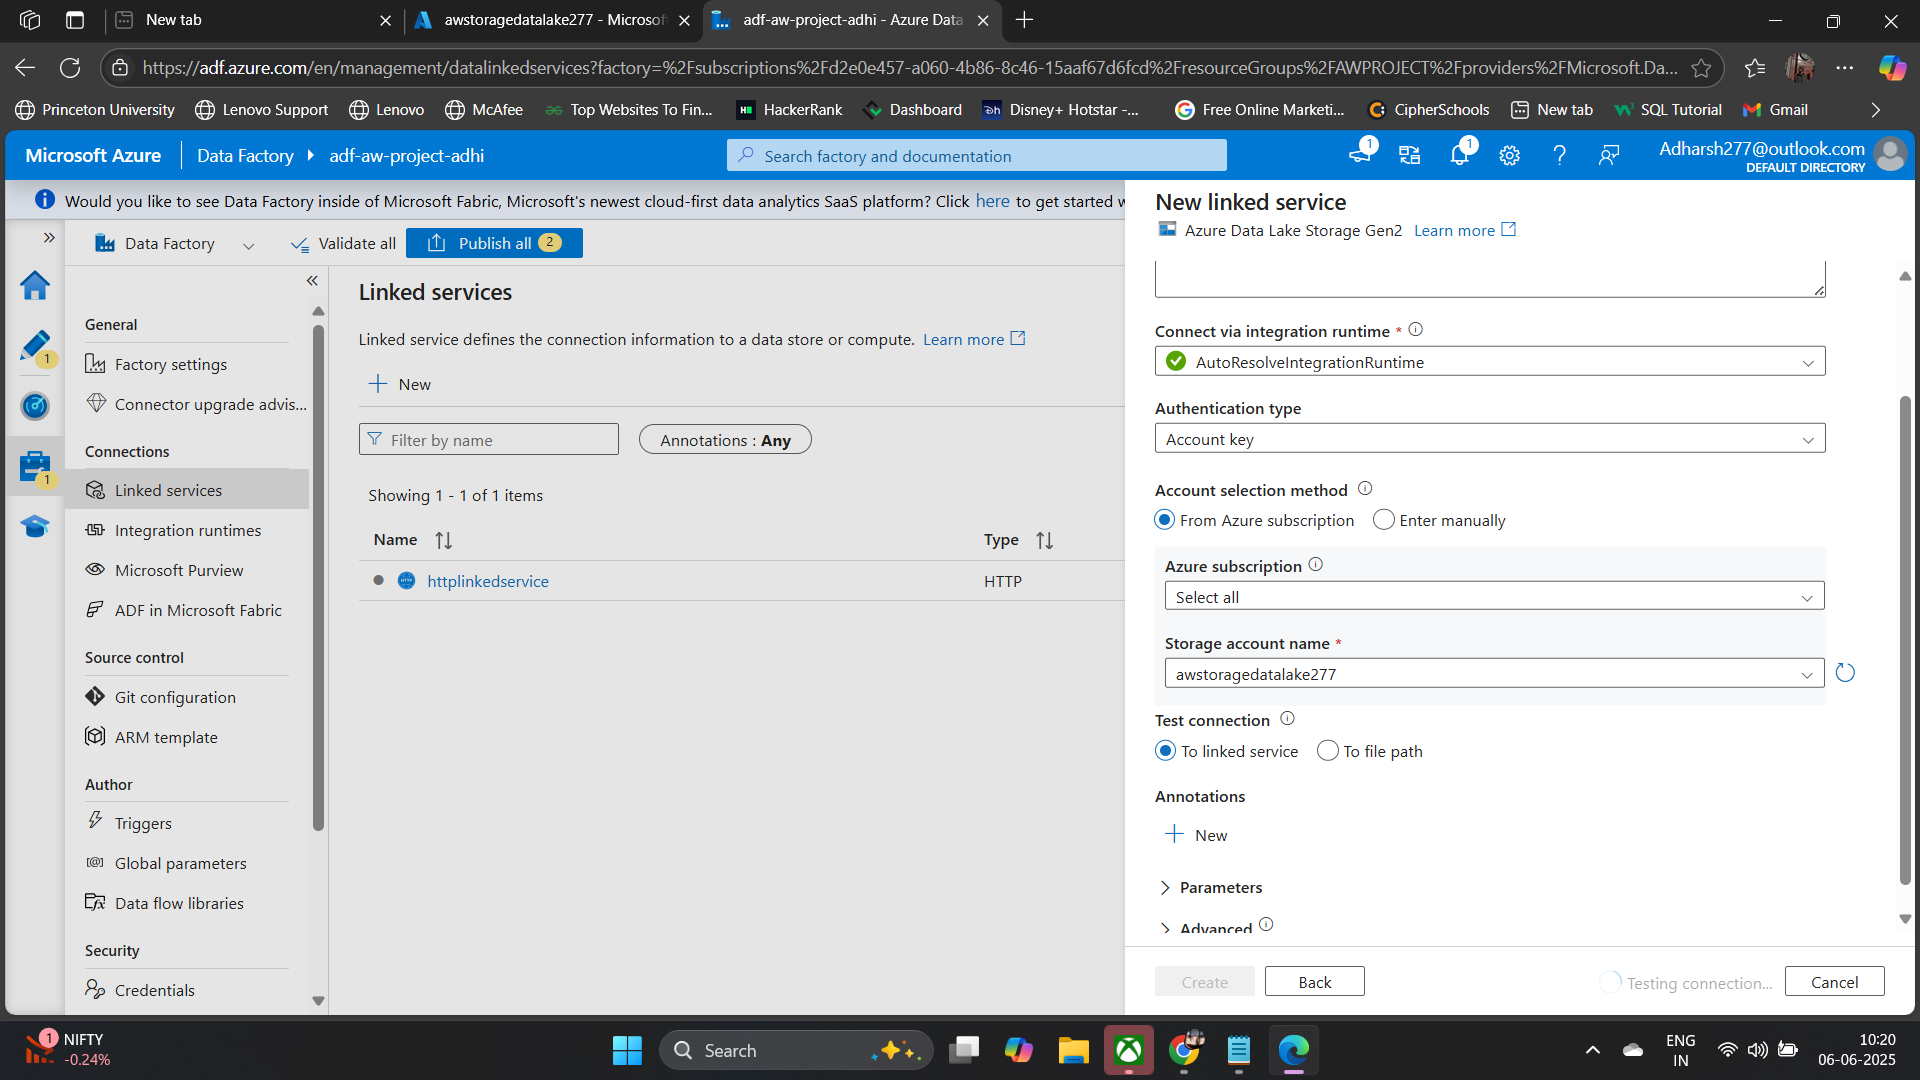 New tab
awstoragedatalake277 - Microsof
adf-aw-project-adhi - Azure Data
https://adf.azure.com/en/management/datalinkedservices?factory=%2Fsubscriptions%2Fd2e0e457-a060-4b86-8c46-15aaf67d6fcd%2FresourceGroups%2FAWPROJECT%2Fproviders%2FMicrosoft.Da...
Princeton University
Lenovo Support
Lenovo
McAfee
Top Websites To Fin...
HackerRank
Dashboard
Disney+ Hotstar -...
Free Online Marketi...
CipherSchools
New tab
SQL Tutorial
Gmail
Microsoft Azure
Data Factory
adf-aw-project-adhi
Search factory and documentation
1
1
Adharsh277@outlook.com
DEFAULT DIRECTORY
Would you like to see Data Factory inside of Microsoft Fabric, Microsoft's newest cloud-first data analytics SaaS platform? Click here to get started w
Data Factory
Validate all
Publish all 2
1
1
General
Factory settings
Connector upgrade advis...
Connections
Linked services
Integration runtimes
Microsoft Purview
ADF in Microsoft Fabric
Source control
Git configuration
ARM template
Author
Triggers
Global parameters
Data flow libraries
Security
Credentials
Linked services
Linked service defines the connection information to a data store or compute. Learn more
New
Filter by name
Annotations : Any
Showing 1 - 1 of 1 items
Name
Type
httplinkedservice
HTTP
New linked service
Azure Data Lake Storage Gen2 Learn more
Connect via integration runtime *
AutoResolveIntegrationRuntime
Authentication type
Account key
Account selection method
From Azure subscription
Enter manually
Azure subscription
Select all
Storage account name *
awstoragedatalake277
Test connection
To linked service
To file path
Annotations
New
Parameters
Advanced
Create
Back
Testing connection...
Cancel
1
NIFTY
-0.24%
Search
ENG
IN
10:20
06-06-2025